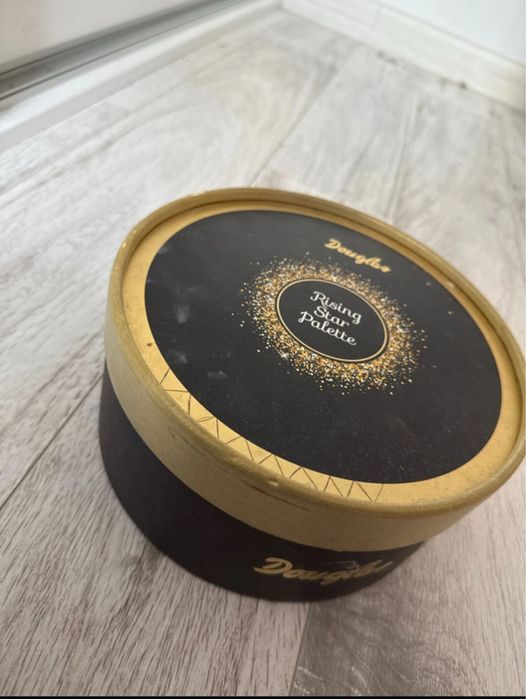 Douglas
Rising
Star
Palette
Douglas